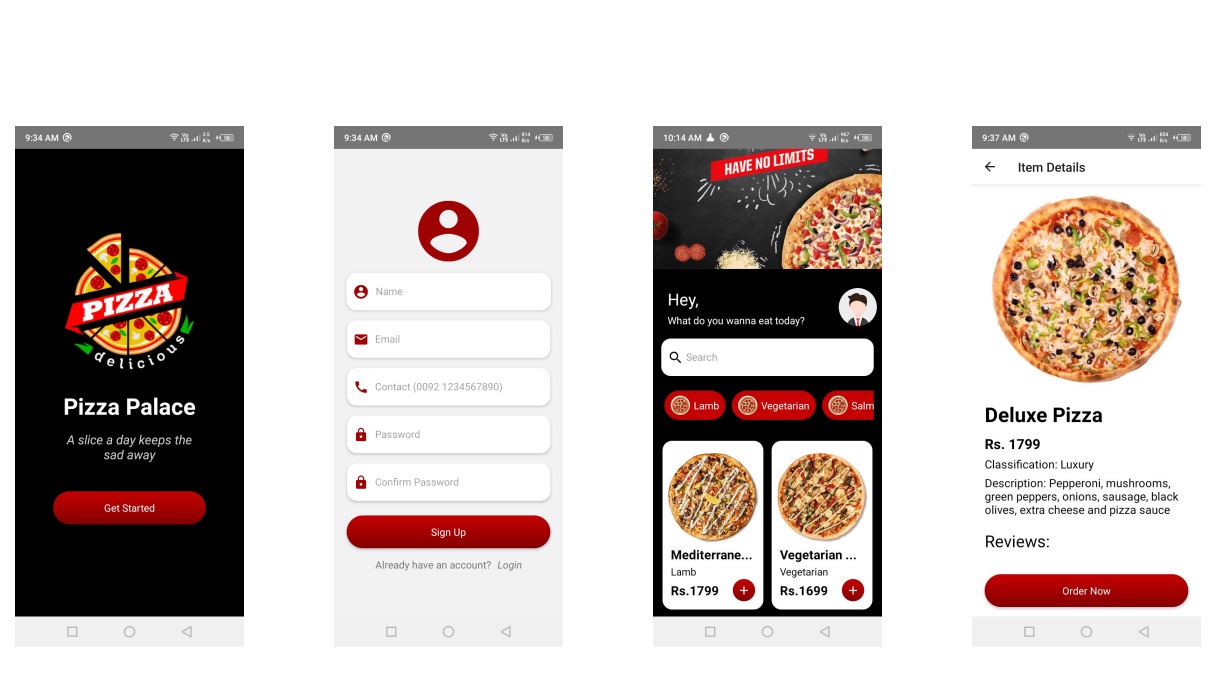 9:34 AM
PIZZA
delicious
Pizza Palace
A slice a day keeps the
sad away
Get Started
9:34 AM
Name
Email
Contact (0092 1234567890)
Password
Confirm Password
Sign Up
Already have an account? Login
10:14 AM
HAVE NO LIMITS
Hey,
What do you wanna eat today?
Search
Lamb
Vegetarian
Salm
Mediterrane...
Vegetarian ...
Lamb
Vegetarian
Rs.1799
Rs.1699
9:37 AM
Item Details
Deluxe Pizza
Rs. 1799
Classification: Luxury
Description: Pepperoni, mushrooms,
green peppers, onions, sausage, black
olives, extra cheese and pizza sauce
Reviews:
Order Now